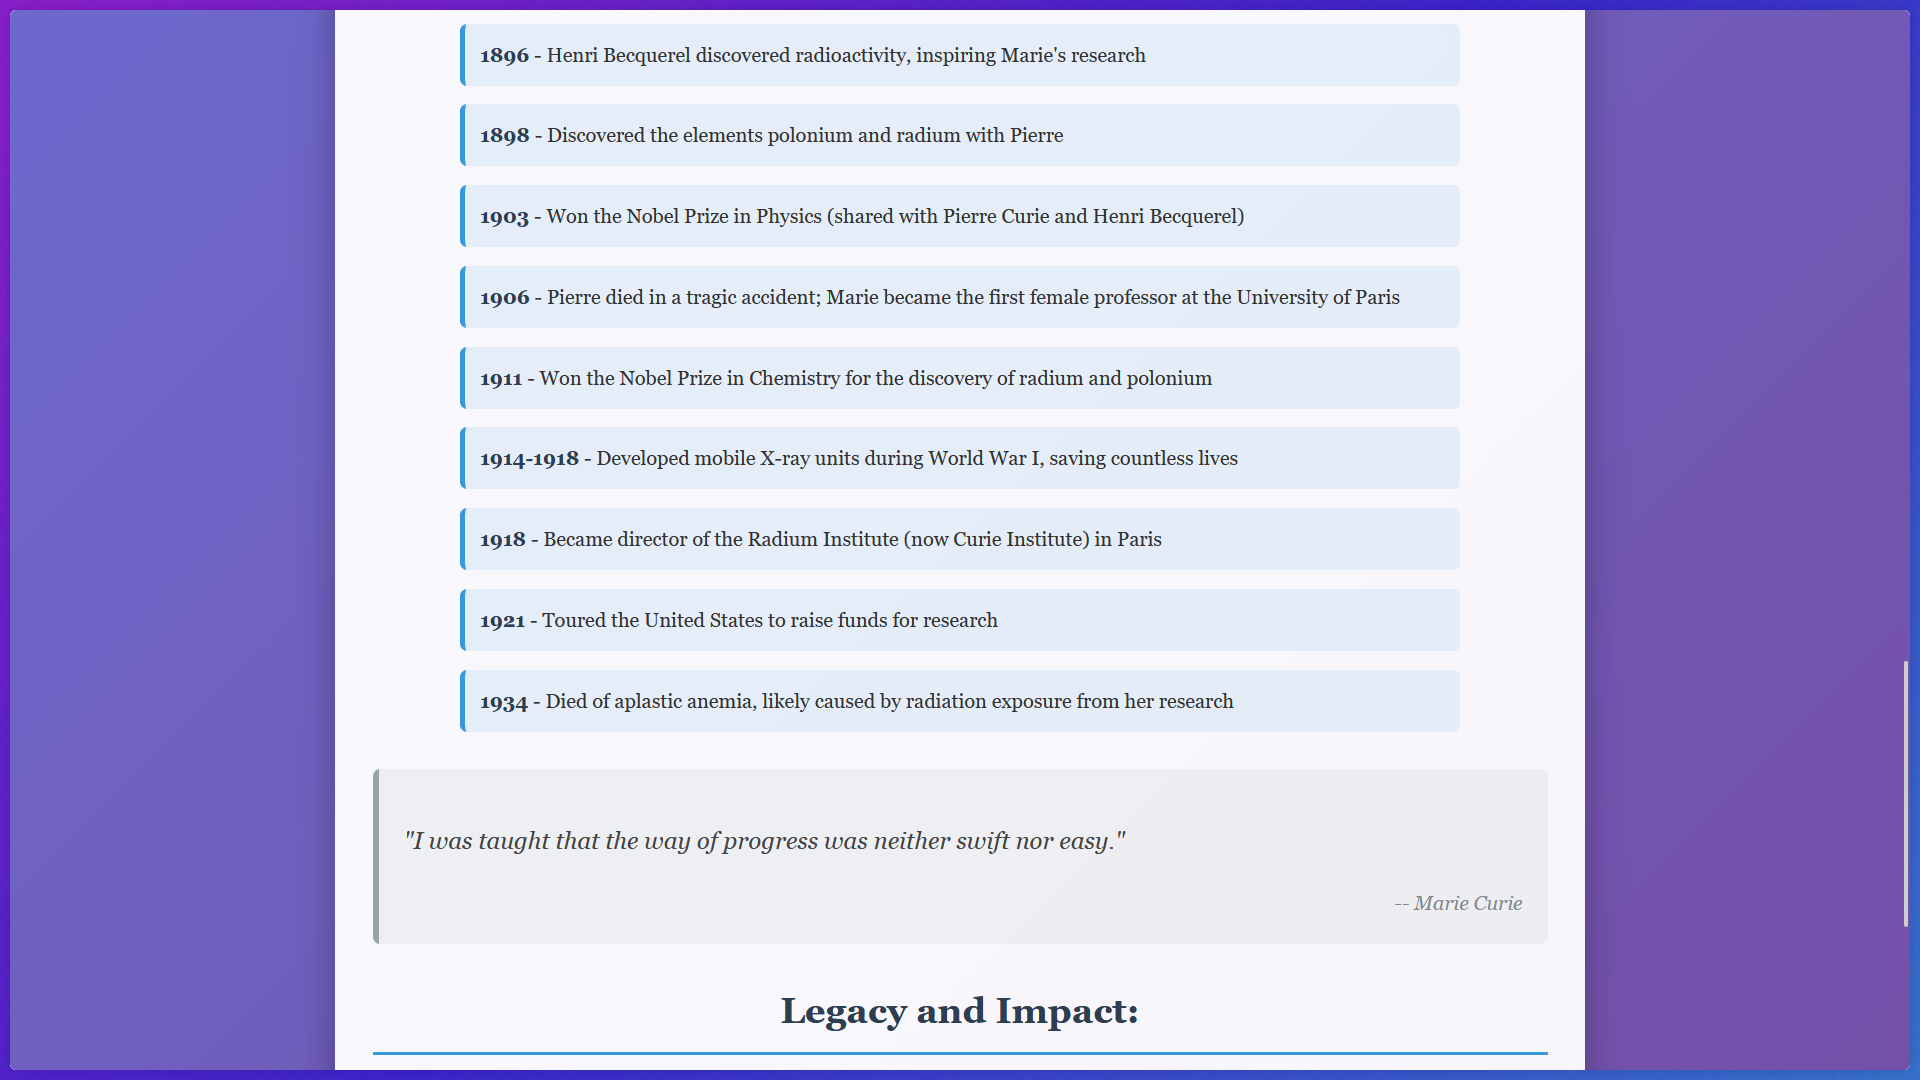 1896 - Henri Becquerel discovered radioactivity, inspiring Marie's research
1898 - Discovered the elements polonium and radium with Pierre
1903 - Won the Nobel Prize in Physics (shared with Pierre Curie and Henri Becquerel)
1906 - Pierre died in a tragic accident; Marie became the first female professor at the University of Paris
1911 - Won the Nobel Prize in Chemistry for the discovery of radium and polonium
1914-1918 - Developed mobile X-ray units during World War I, saving countless lives
1918 - Became director of the Radium Institute (now Curie Institute) in Paris
1921 - Toured the United States to raise funds for research
1934 - Died of aplastic anemia, likely caused by radiation exposure from her research
"I was taught that the way of progress was neither swift nor easy."
-- Marie Curie
Legacy and Impact: